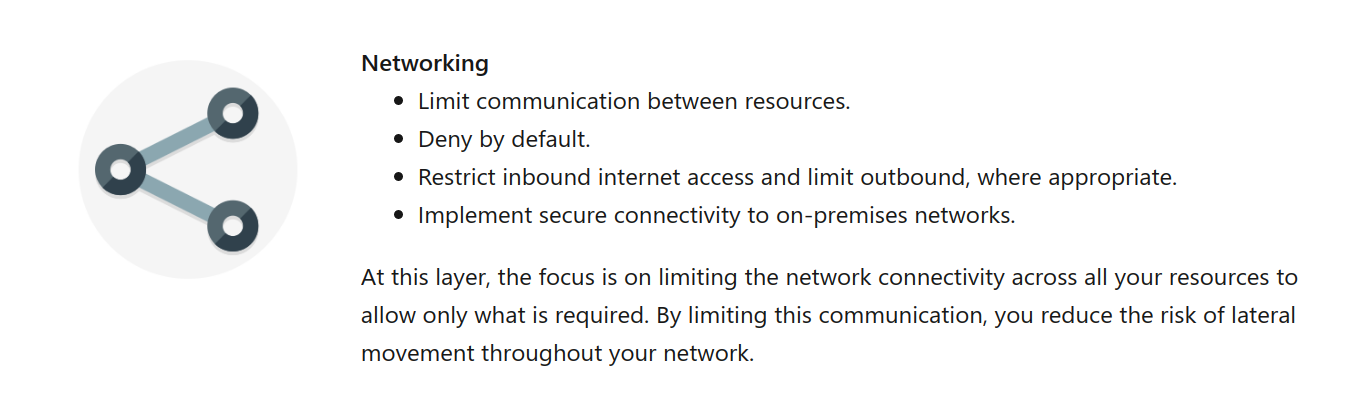 Networking
• Limit communication between resources.
• Deny by default.
• Restrict inbound internet access and limit outbound, where appropriate.
• Implement secure connectivity to on-premises networks.
At this layer, the focus is on limiting the network connectivity across all your resources to
allow only what is required. By limiting this communication, you reduce the risk of lateral
movement throughout your network.